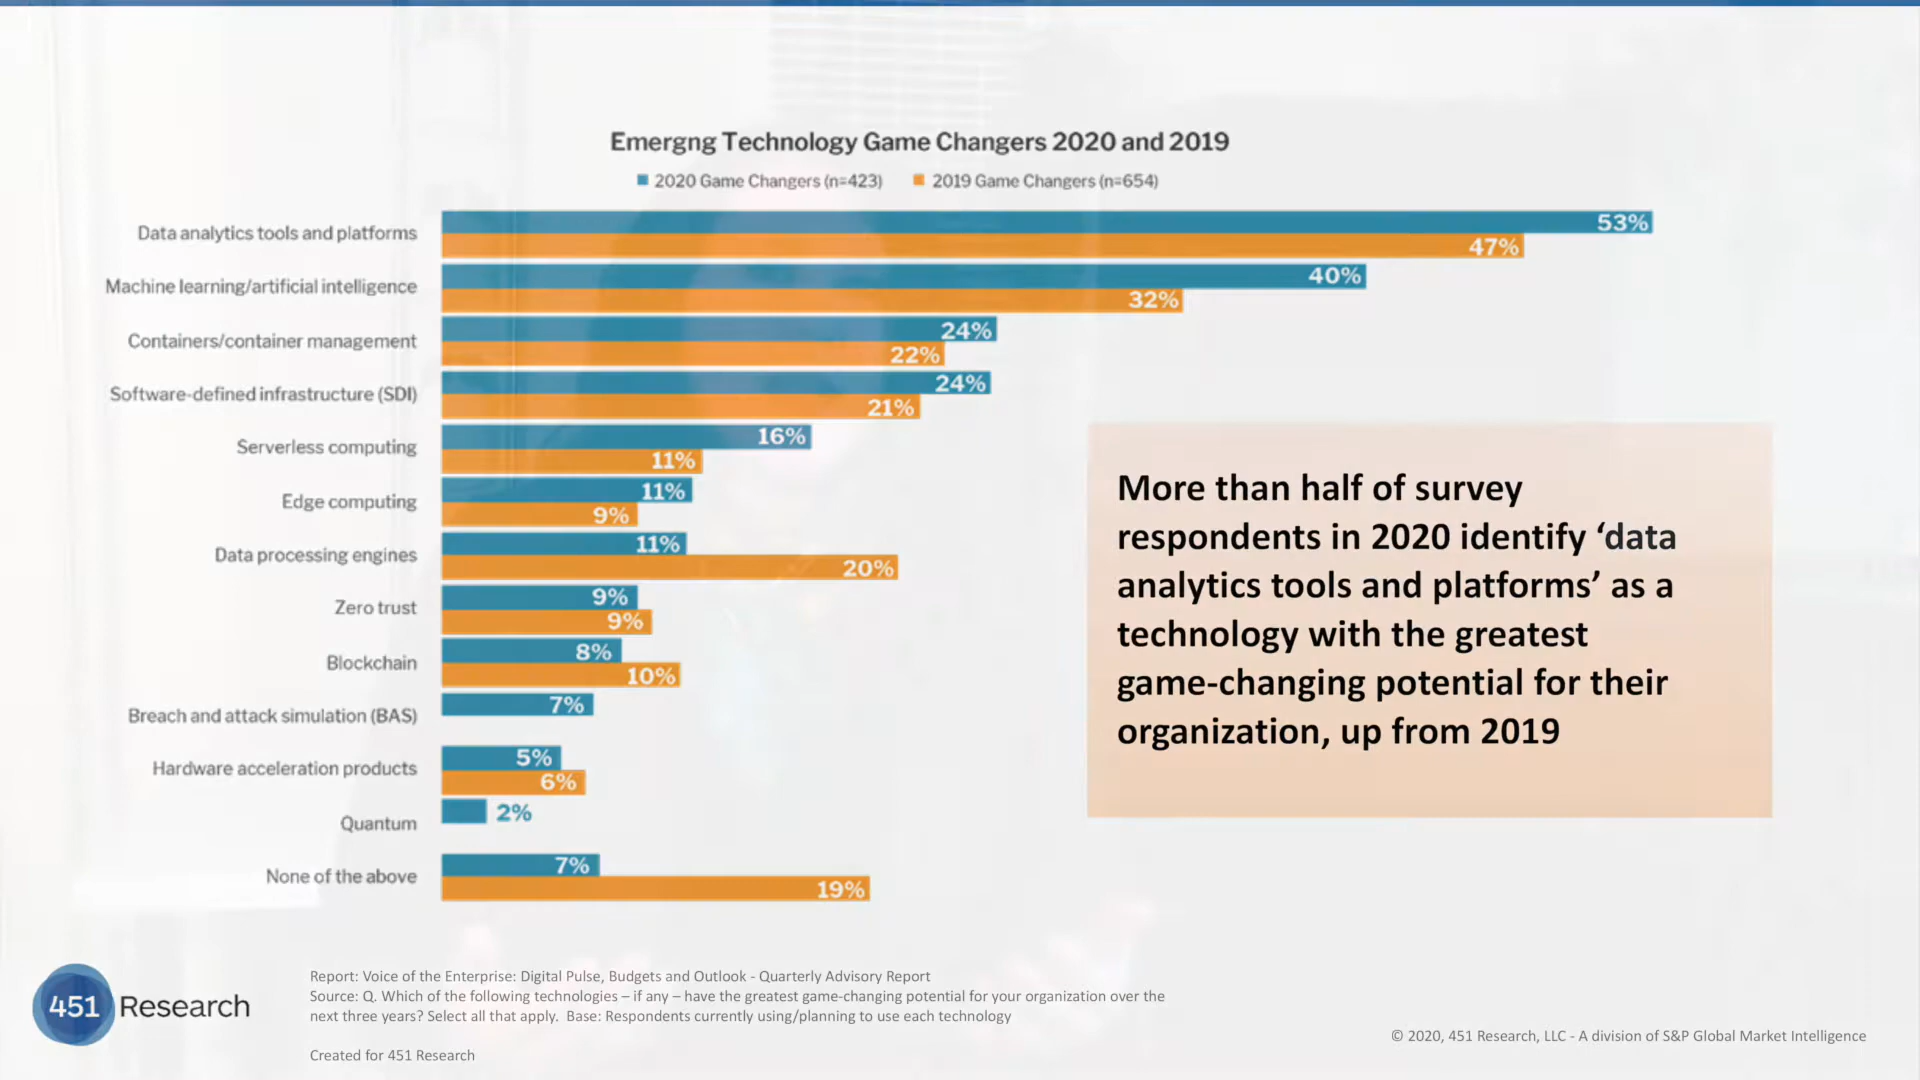 Emergng Technology Game Changers 2020 and 2019
2020 Game Changers (n=423) 2019 Game Changers (n=654)
Data analytics tools and platforms 53%
47%
Machine learning/artificial intelligence 40%
32%
Containers/container management 24%
22%
Software-defined infrastructure (SDI) 24%
21%
Serverless computing 16%
11%
Edge computing 11%
9%
Data processing engines 11%
20%
Zero trust 9%
9%
Blockchain 8%
10%
Breach and attack simulation (BAS) 7%
Hardware acceleration products 5%
6%
Quantum 2%
None of the above 7%
19%
More than half of survey
respondents in 2020 identify ‘data
analytics tools and platforms’ as a
technology with the greatest
game-changing potential for their
organization, up from 2019
451 Research
Report: Voice of the Enterprise: Digital Pulse, Budgets and Outlook - Quarterly Advisory Report
Source: Q. Which of the following technologies – if any – have the greatest game-changing potential for your organization over the
next three years? Select all that apply.  Base: Respondents currently using/planning to use each technology
Created for 451 Research
© 2020, 451 Research, LLC - A division of S&P Global Market Intelligence